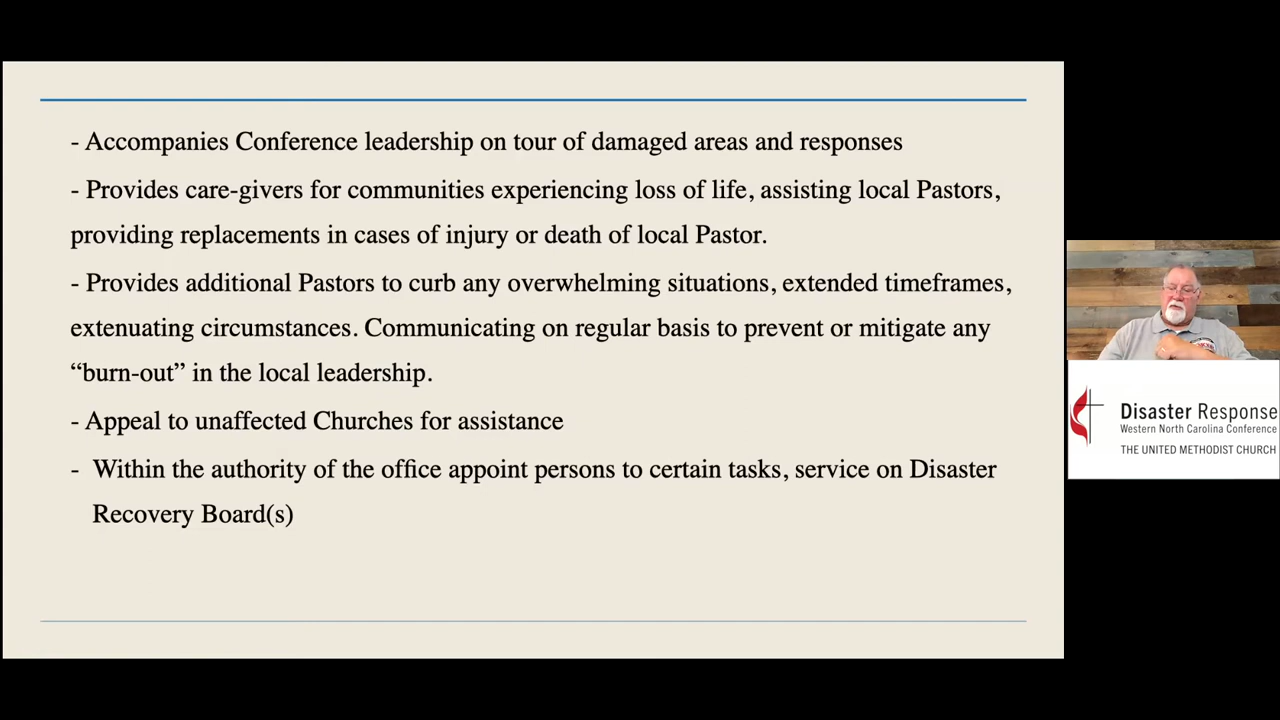 - Accompanies Conference leadership on tour of damaged areas and responses
- Provides care-givers for communities experiencing loss of life, assisting local Pastors,
providing replacements in cases of injury or death of local Pastor.
- Provides additional Pastors to curb any overwhelming situations, extended timeframes,
extenuating circumstances. Communicating on regular basis to prevent or mitigate any
“burn-out” in the local leadership.
- Appeal to unaffected Churches for assistance
- Within the authority of the office appoint persons to certain tasks, service on Disaster
Recovery Board(s)
Disaster Response
Western North Carolina Conference
THE UNITED METHODIST CHURCH